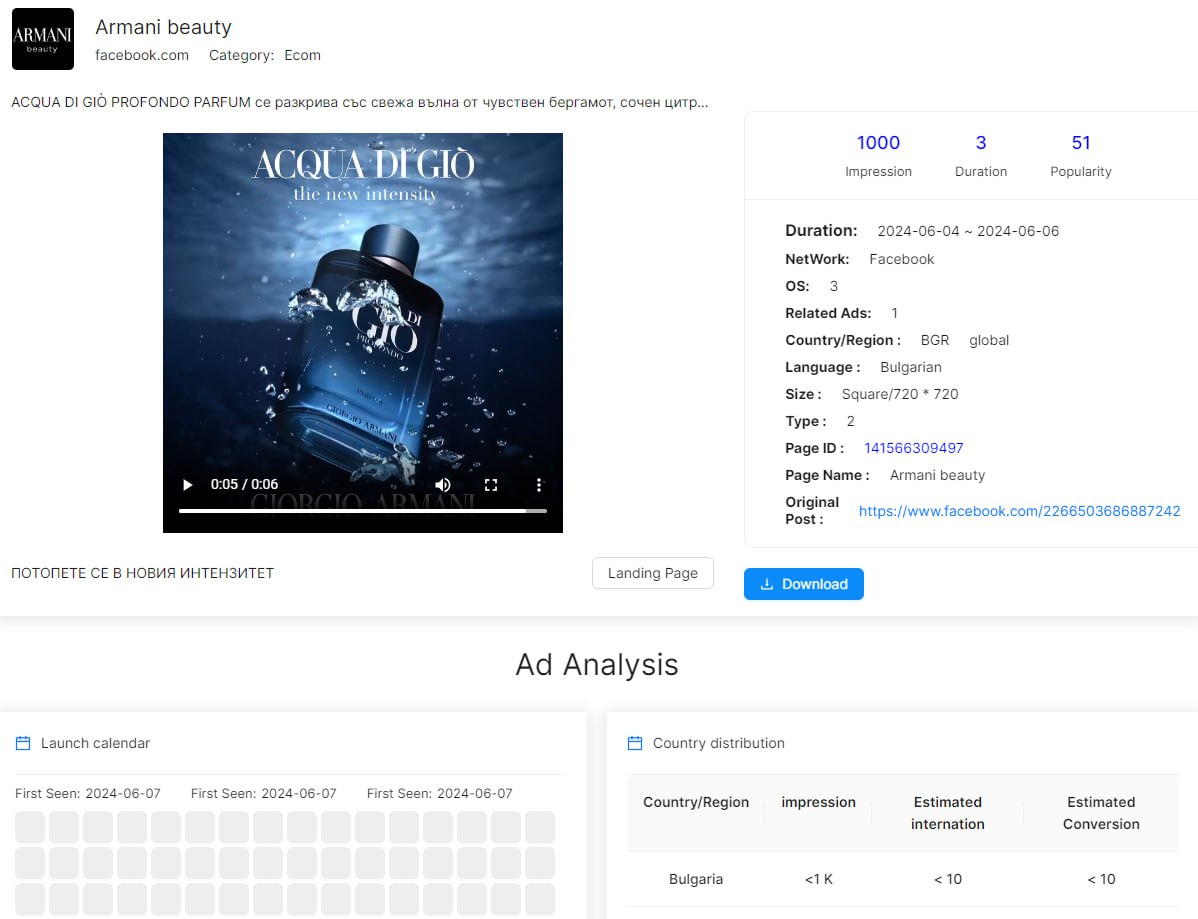 ARMANI
beauty
Armani beauty
facebook.com Category: Ecom
ACQUA DI GIÒ PROFONDO PARFUM се разкрива със свежа вълна от чувствен бергамот, сочен цитр...
ACQUA DI GIÒ
the new intensity
ACQUA DI
GIÒ
PROFONDO
PARFUM
GIORGIO ARMANI
0:05 / 0:06
GIORGIO ARMANI
ПОТОПЕТЕ СЕ В НОВИЯ ИНТЕНЗИТЕТ
Landing Page
1000 3 51
Impression Duration Popularity
Duration: 2024-06-04 ~ 2024-06-06
NetWork: Facebook
OS: 3
Related Ads: 1
Country/Region : BGR global
Language : Bulgarian
Size : Square/720 * 720
Type : 2
Page ID : 141566309497
Page Name : Armani beauty
Original
Post : https://www.facebook.com/2266503686887242
Download
Ad Analysis
Launch calendar
First Seen: 2024-06-07 First Seen: 2024-06-07 First Seen: 2024-06-07
Country distribution
Country/Region impression Estimated internation Estimated Conversion
Bulgaria <1 K < 10 < 10